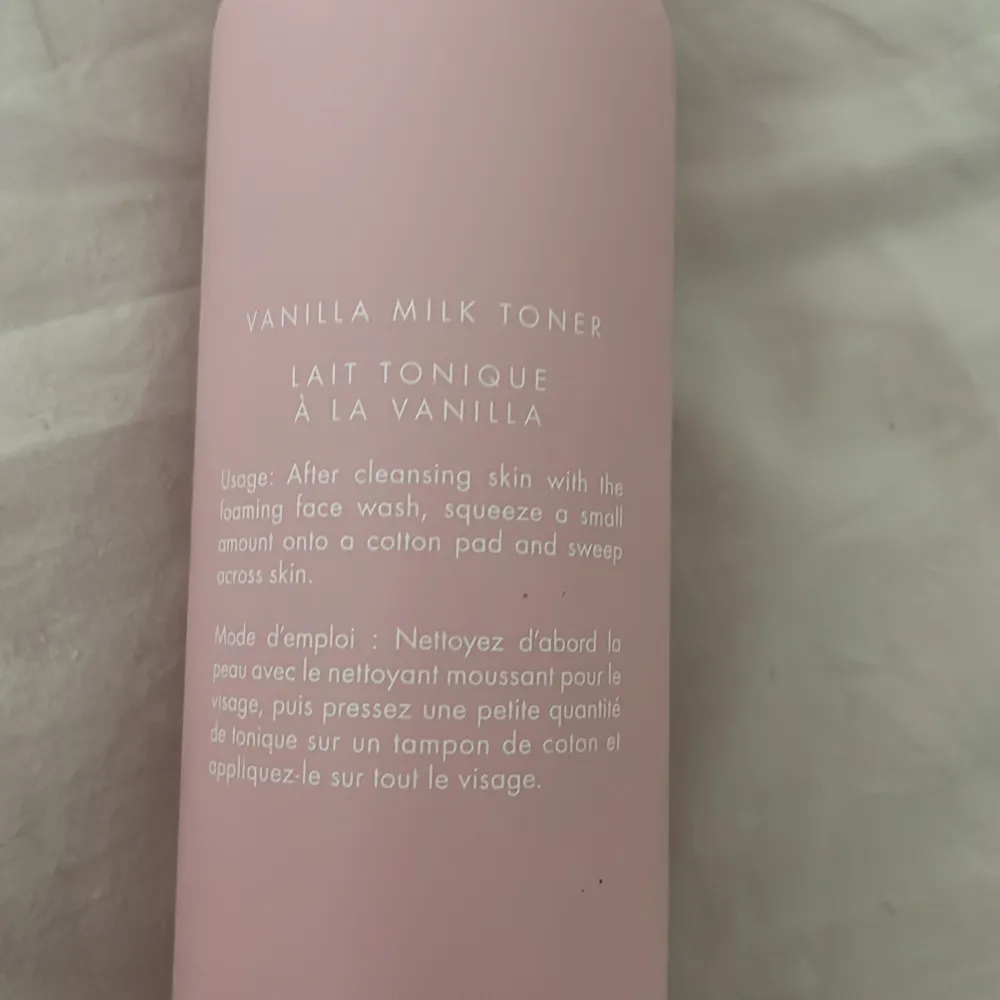 VANILLA MILK TONER
LAIT TONIQUE
À LA VANILLA
Usage: After cleansing skin with the
foaming face wash, squeeze a small
amount onto a cotton pad and sweep
across skin.
Mode d'emploi : Nettoyez d'abord la
peau avec le nettoyant moussant pour le
visage, puis pressez une petite quantité
de tonique sur un tampon de coton et
appliquez-le sur tout le visage.